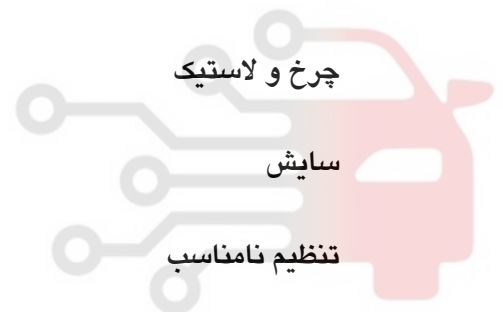 چرخ و لاستیک
سایش
تنظیم نامناسب